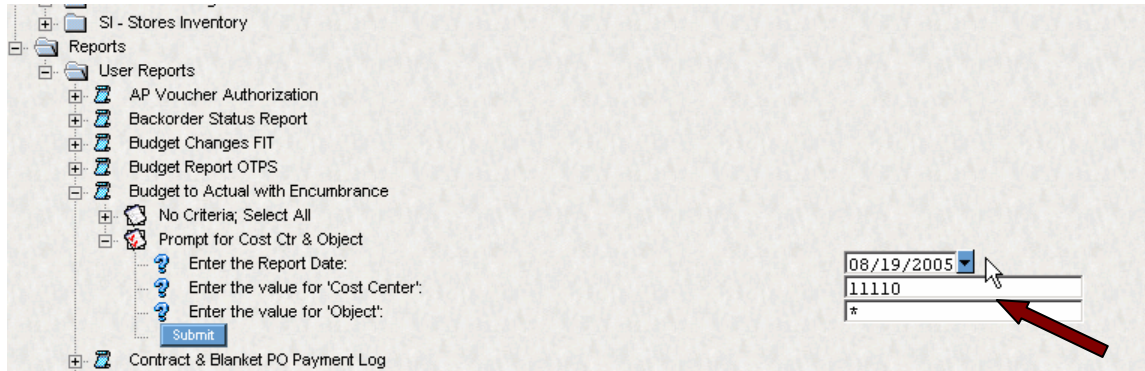 SI - Stores Inventory
Reports
User Reports
AP Voucher Authorization
Backorder Status Report
Budget Changes FIT
Budget Report OTPS
Budget to Actual with Encumbrance
No Criteria; Select All
Prompt for Cost Ctr & Object
Enter the Report Date: 08/19/2005
Enter the value for 'Cost Center': 11110
Enter the value for 'Object': *
Submit
Contract & Blanket PO Payment Log